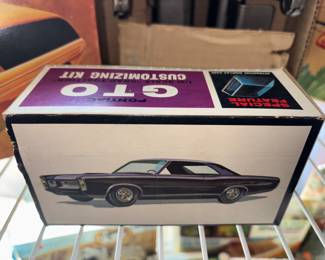 PONTIAC
GTO
CUSTOMIZING KIT
SPECIAL
FEATURE